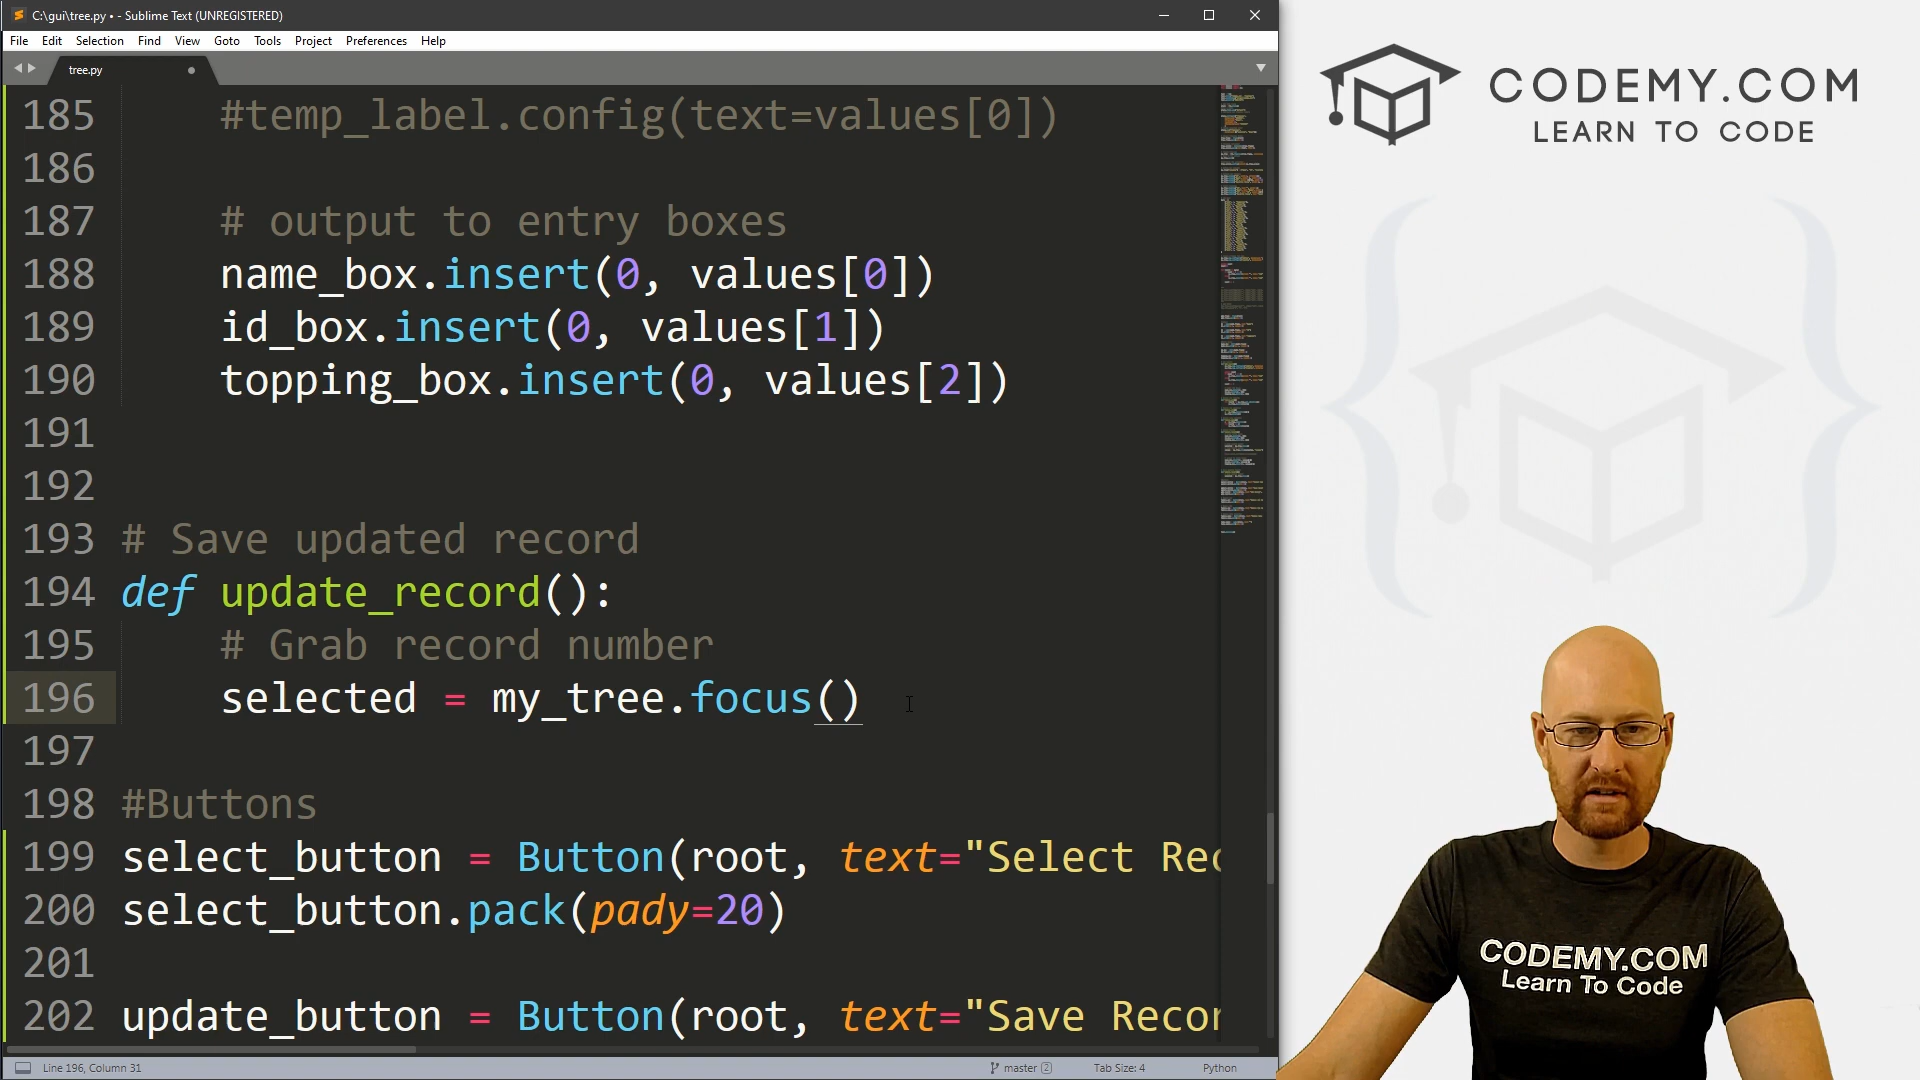 C:\gui\tree.py • - Sublime Text (UNREGISTERED)
File Edit Selection Find View Goto Tools Project Preferences Help
tree.py
185 #temp_label.config(text=values[0])
186
187 # output to entry boxes
188 name_box.insert(0, values[0])
189 id_box.insert(0, values[1])
190 topping_box.insert(0, values[2])
191
192
193 # Save updated record
194 def update_record():
195 # Grab record number
196 selected = my_tree.focus()
197
198 #Buttons
199 select_button = Button(root, text="Select Rec
200 select_button.pack(pady=20)
201
202 update_button = Button(root, text="Save Recor
Line 196, Column 31 master 2 Tab Size: 4 Python
CODEMY.COM
LEARN TO CODE
CODEMY.COM
Learn To Code